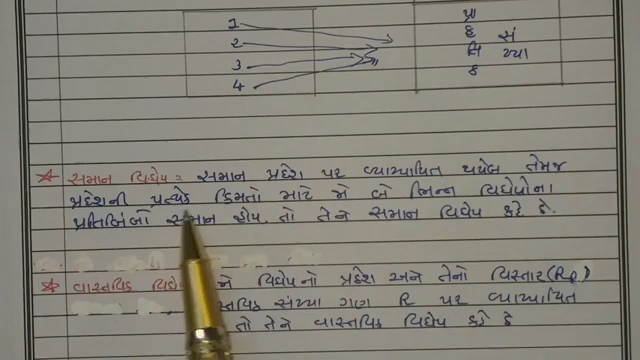 1
2
3
4
પ્રા
કૃ
તિ
ક
સં
ખ્યા
★ સમાન વિધેય = સમાન પ્રદેશ પર વ્યાખ્યાયિત થયેલ તેમજ
પ્રદેશની પ્રત્યેક કિંમતો માટે જો બે ભિન્ન વિધેયોના
પ્રતિબિંબો સમાન હોય તો તેને સમાન વિધેય કહે છે.
★ વાસ્તવિક વિધેય વિધેયનો પ્રદેશ અને તેનો વિસ્તાર(Rf)
સંખ્યા ગણ R પર વ્યાખ્યાયિત
તો તેને વાસ્તવિક વિધેય કહે છે